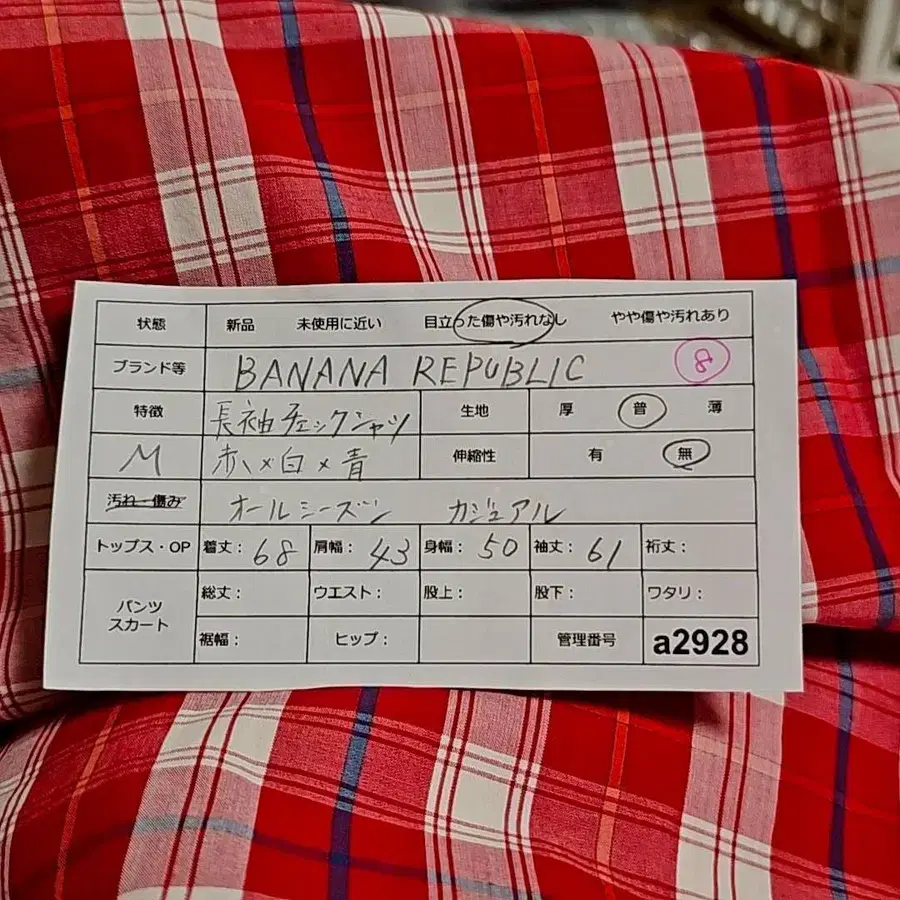 状態 新品 未使用に近い 目立った傷や汚れなし やや傷や汚れあり
ブランド等 BANANA REPUBLIC 8
特徴 長袖チェックシャツ 生地 厚 普 薄
M 赤×白×青 伸縮性 有 無
汚れ・傷み オールシーズン カジュアル
トップス・OP 着丈：68 肩幅：43 身幅：50 袖丈：61 裄丈：
パンツ スカート 総丈： ウエスト： 股上： 股下： ワタリ：
裾幅： ヒップ： 管理番号 a2928